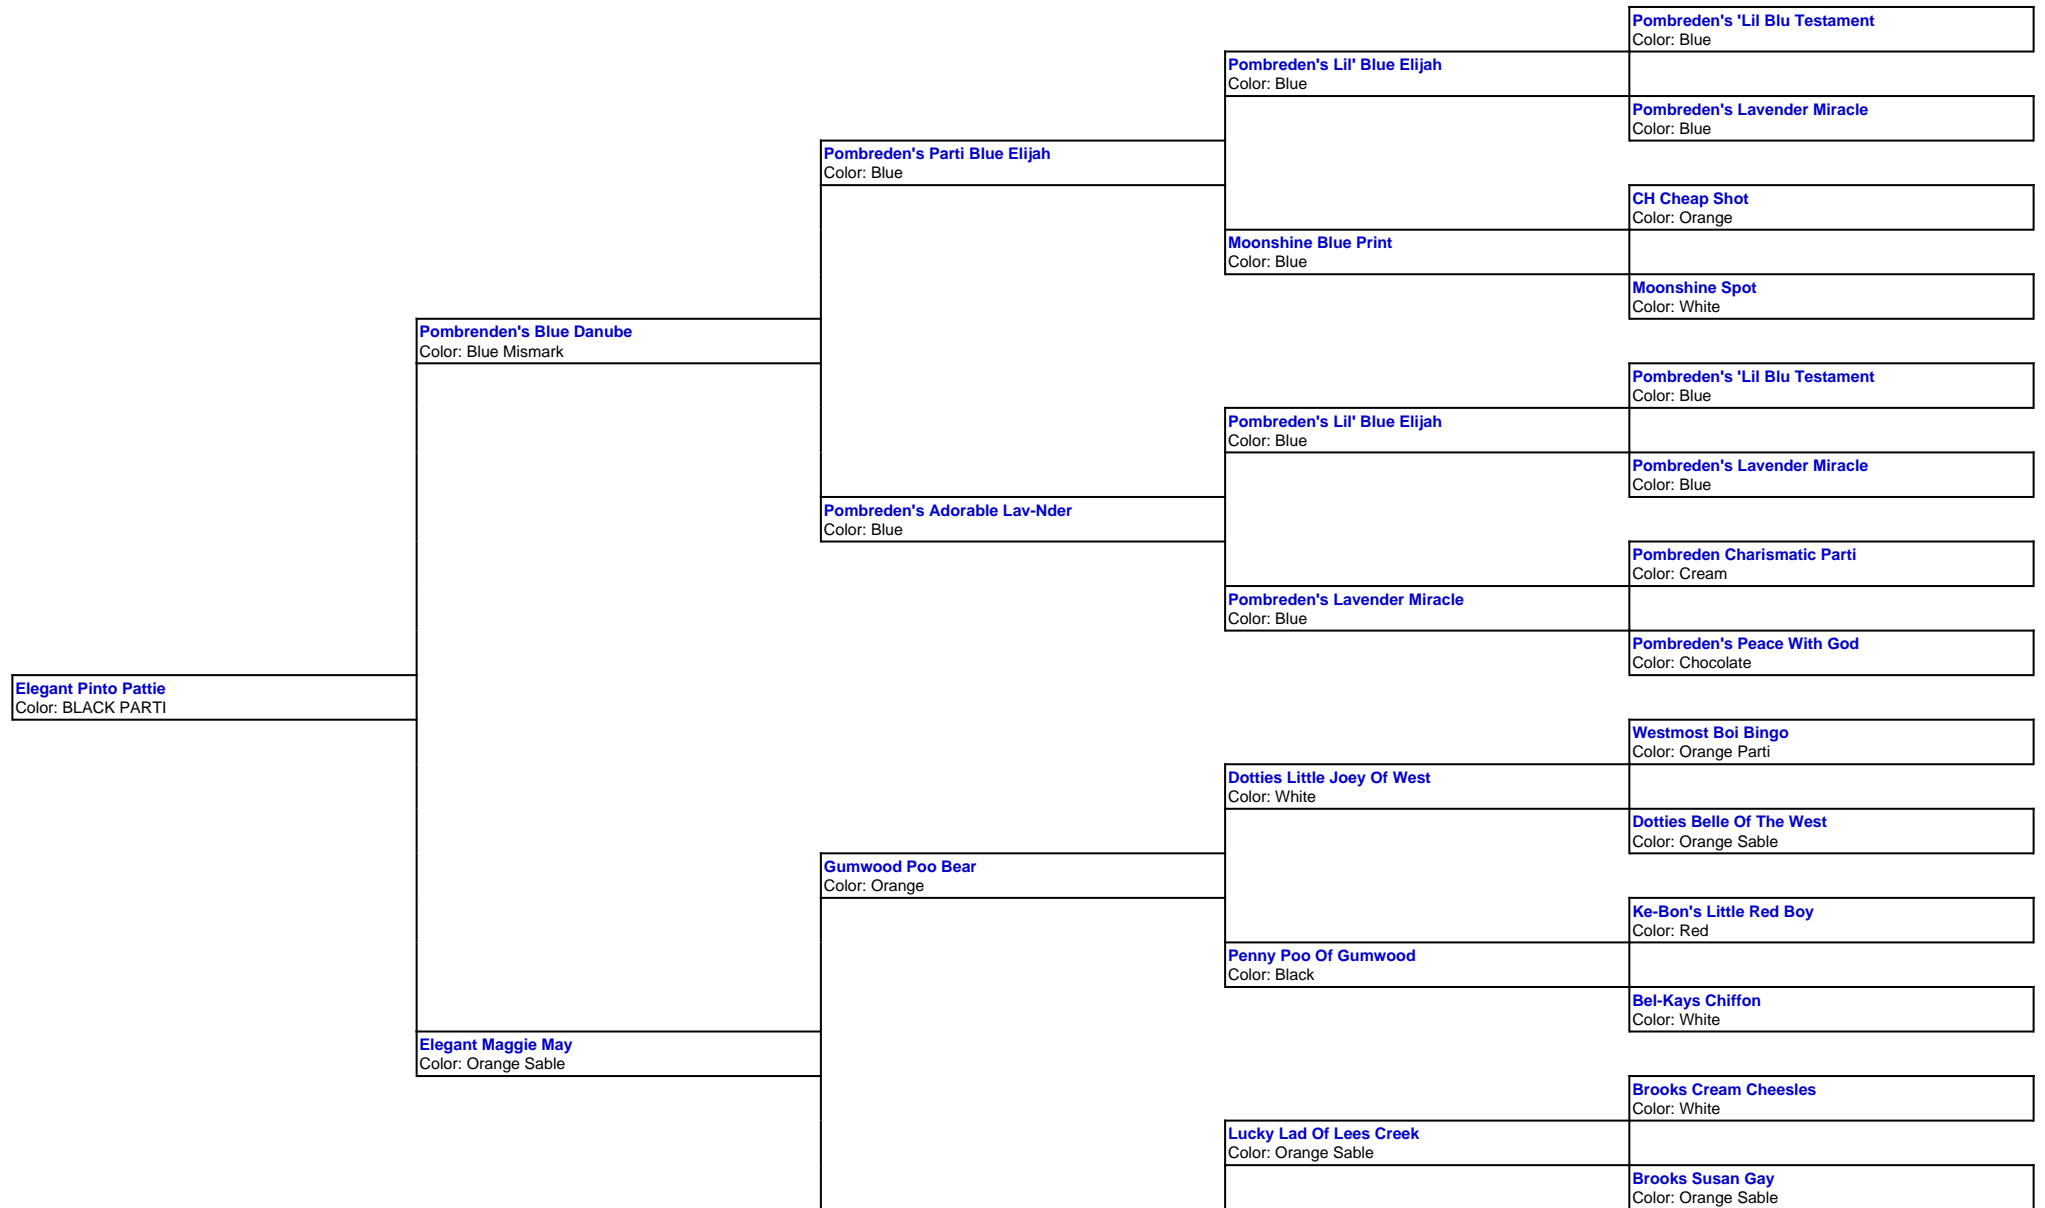 Pombreden's 'Lil Blu Testament
Color: Blue
Pombreden's Lil' Blue Elijah
Color: Blue
Pombreden's Lavender Miracle
Color: Blue
Pombreden's Parti Blue Elijah
Color: Blue
CH Cheap Shot
Color: Orange
Moonshine Blue Print
Color: Blue
Moonshine Spot
Color: White
Pombrenden's Blue Danube
Color: Blue Mismark
Pombreden's 'Lil Blu Testament
Color: Blue
Pombreden's Lil' Blue Elijah
Color: Blue
Pombreden's Lavender Miracle
Color: Blue
Pombreden's Adorable Lav-Nder
Color: Blue
Pombreden Charismatic Parti
Color: Cream
Pombreden's Lavender Miracle
Color: Blue
Pombreden's Peace With God
Color: Chocolate
Elegant Pinto Pattie
Color: BLACK PARTI
Westmost Boi Bingo
Color: Orange Parti
Dotties Little Joey Of West
Color: White
Dotties Belle Of The West
Color: Orange Sable
Gumwood Poo Bear
Color: Orange
Ke-Bon's Little Red Boy
Color: Red
Penny Poo Of Gumwood
Color: Black
Bel-Kays Chiffon
Color: White
Elegant Maggie May
Color: Orange Sable
Brooks Cream Cheesles
Color: White
Lucky Lad Of Lees Creek
Color: Orange Sable
Brooks Susan Gay
Color: Orange Sable